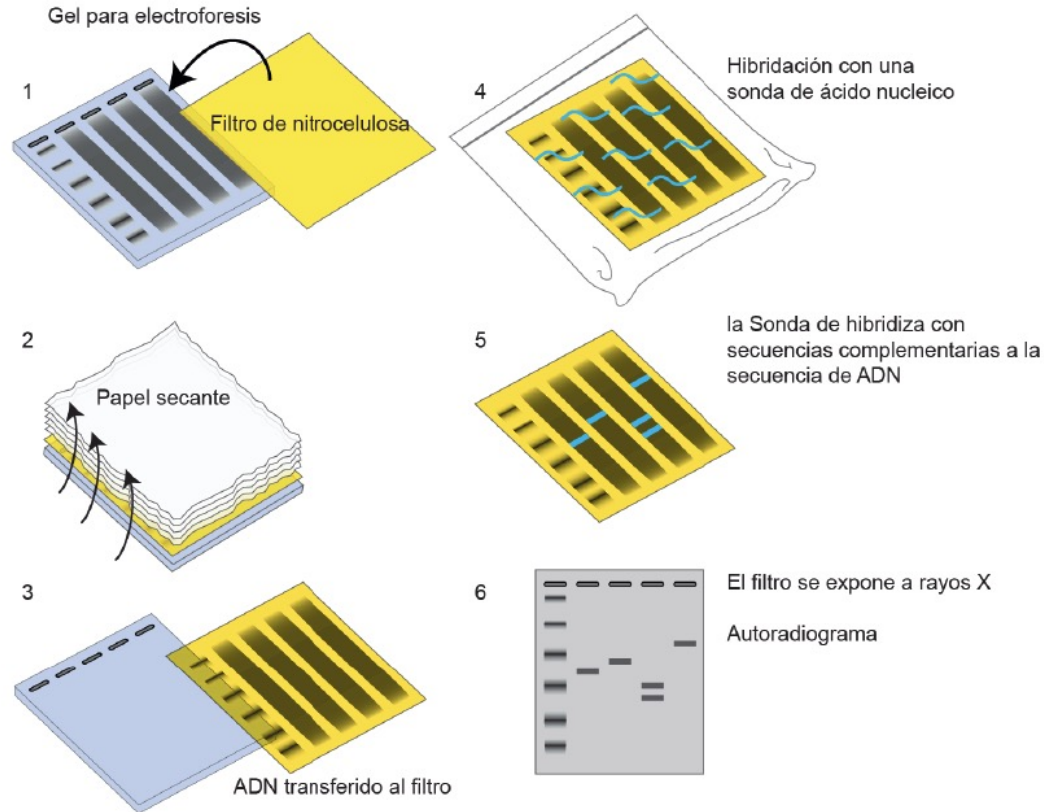 Gel para electroforesis
1
Filtro de nitrocelulosa
2
Papel secante
3
ADN transferido al filtro
4
Hibridación con una
sonda de ácido nucleico
5
la Sonda de hibridiza con
secuencias complementarias a la
secuencia de ADN
6
El filtro se expone a rayos X
Autoradiograma